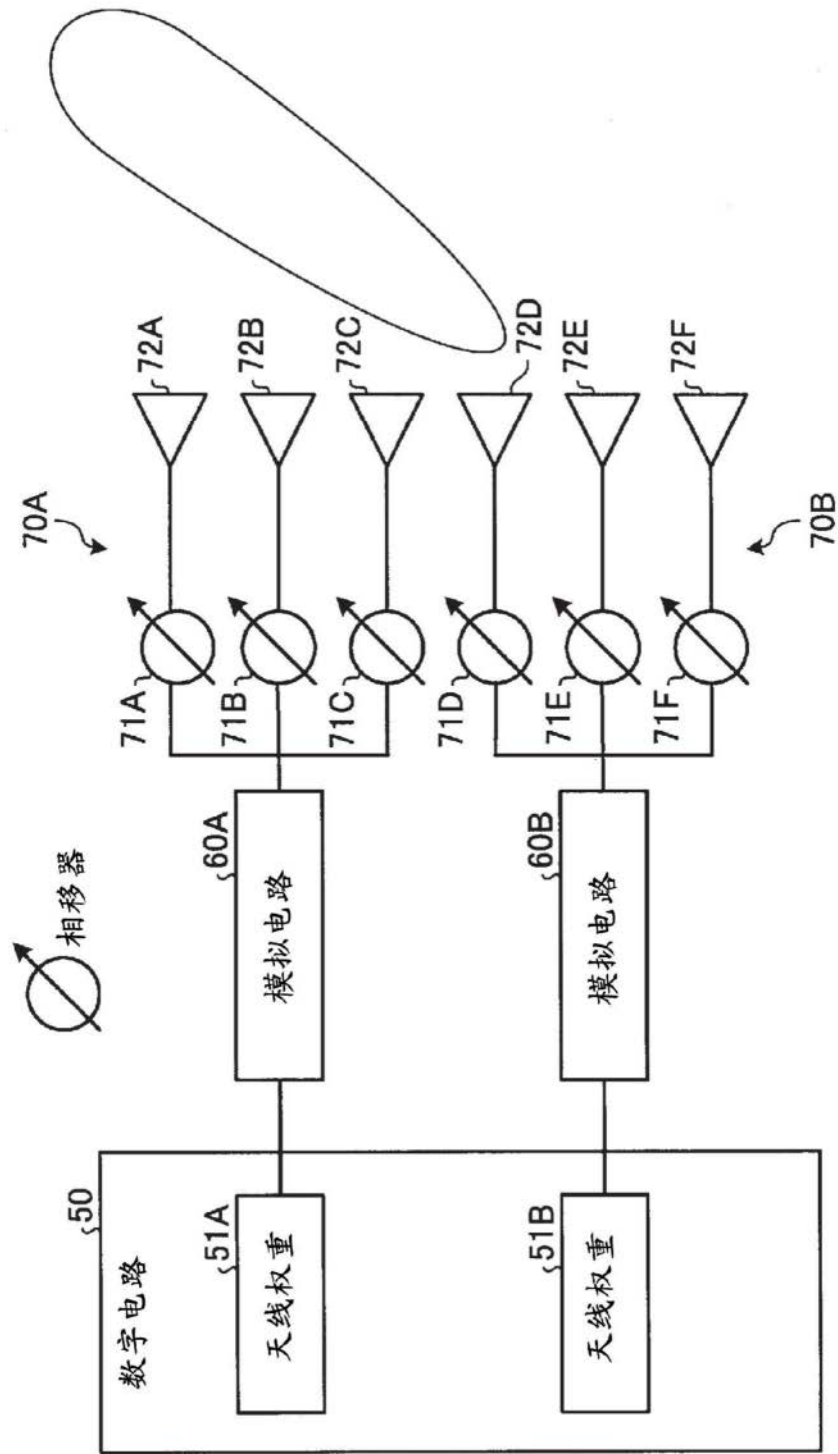 相移器
70A
数字电路
50
51A
天线权重
60A
模拟电路
71A
72A
71B
72B
71C
72C
51B
天线权重
60B
模拟电路
71D
72D
71E
72E
71F
72F
70B